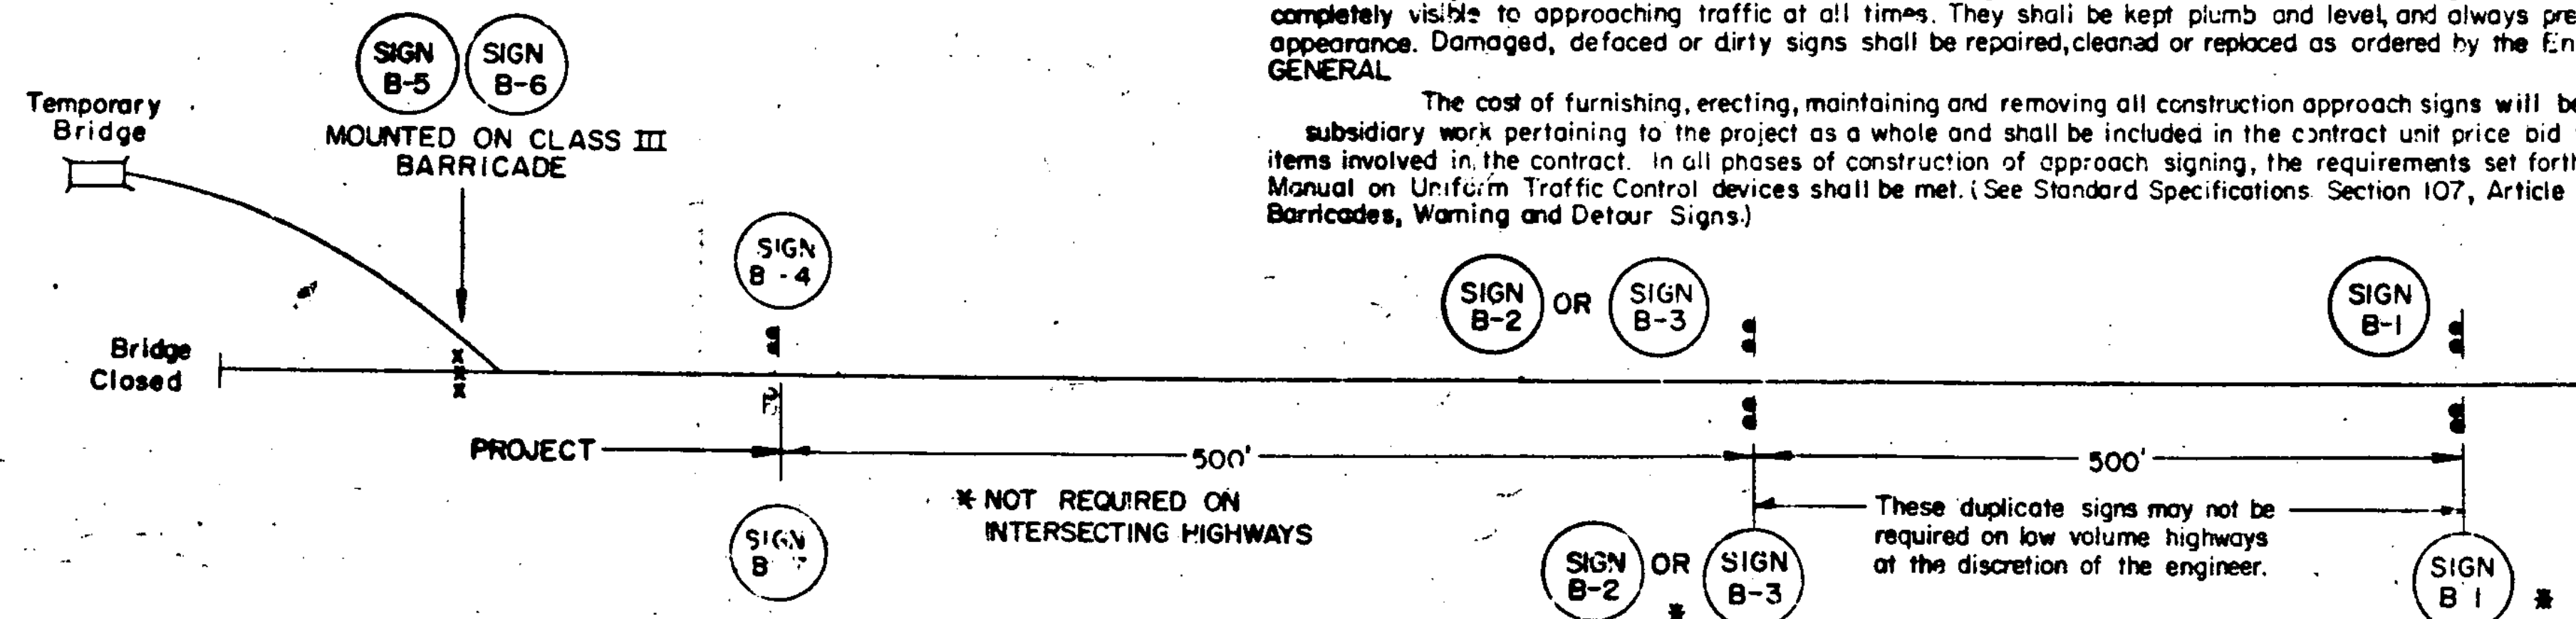 completely visible to approaching traffic at all times. They shall be kept plumb and level, and always
appearance. Damaged, defaced or dirty signs shall be repaired, cleaned or replaced as ordered by the
GENERAL
The cost of furnishing, erecting, maintaining and removing all construction approach signs will
subsidiary work pertaining to the project as a whole and shall be included in the contract unit price bid
items involved in the contract. In all phases of construction of approach signing, the requirements set
Manual on Uniform Traffic Control devices shall be met. (See Standard Specifications Section 107, Article
Barricades, Warning and Detour Signs.)
SIGN
B-5
SIGN
B-6
MOUNTED ON CLASS III
BARRICADE
Temporary
Bridge
Bridge
Closed
SIGN
B-4
SIGN
B-2
OR
SIGN
B-3
SIGN
B-1
PROJECT
500'
500'
* NOT REQUIRED ON
INTERSECTING HIGHWAYS
These duplicate signs may not be
required on low volume highways
at the discretion of the engineer.
SIGN
B
SIGN
B-2
OR
SIGN
B-3
*
SIGN
B 1
*